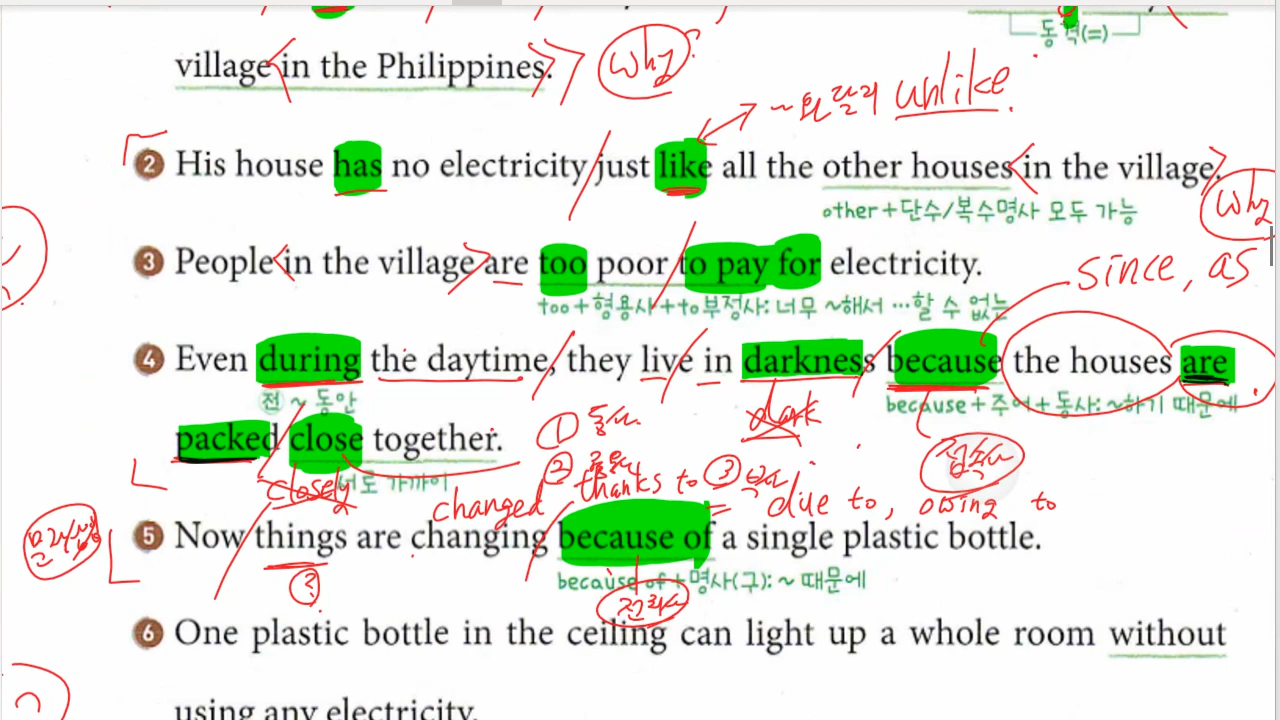 동격(=)
village in the Philippines.
Why?
~와 달리 unlike.
2 His house has no electricity just like all the other houses in the village.
other+단수/복수명사 모두 가능
Why
3 People in the village are too poor to pay for electricity.
too+형용사+to부정사: 너무 ~해서 …할 수 없는
since, as
4 Even during the daytime, they live in darkness because the houses are
전 ~ 동안
dark
because+주어+동사: ~하기 때문에
packed close together.
① 동사
closely
② 형용
③ 부사
접속사
changed
thanks to = due to, owing to
5 Now things are changing because of a single plastic bottle.
?
because of+명사(구): ~ 때문에
전치사
6 One plastic bottle in the ceiling can light up a whole room without
using any electricity.